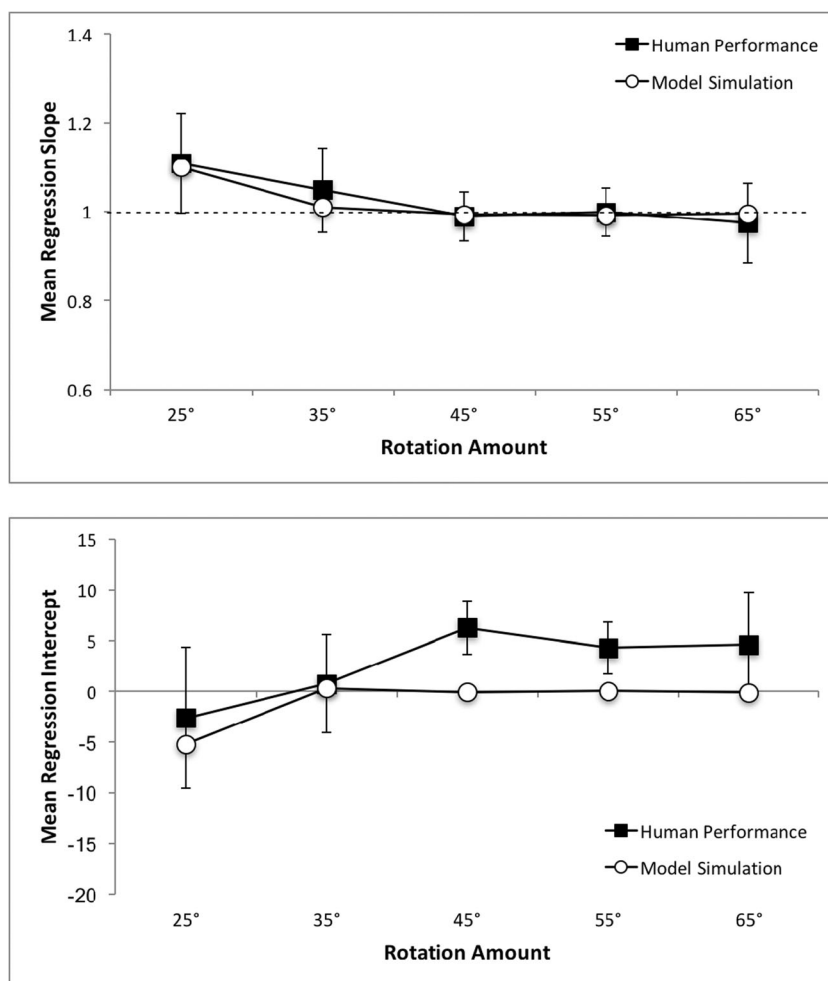 1.4
Human Performance
Model Simulation
1.2
1
0.8
0.6
Mean Regression Slope
25° 35° 45° 55° 65°
Rotation Amount
15
10
5
0
-5
-10
-15
-20
Mean Regression Intercept
Human Performance
Model Simulation
25° 35° 45° 55° 65°
Rotation Amount